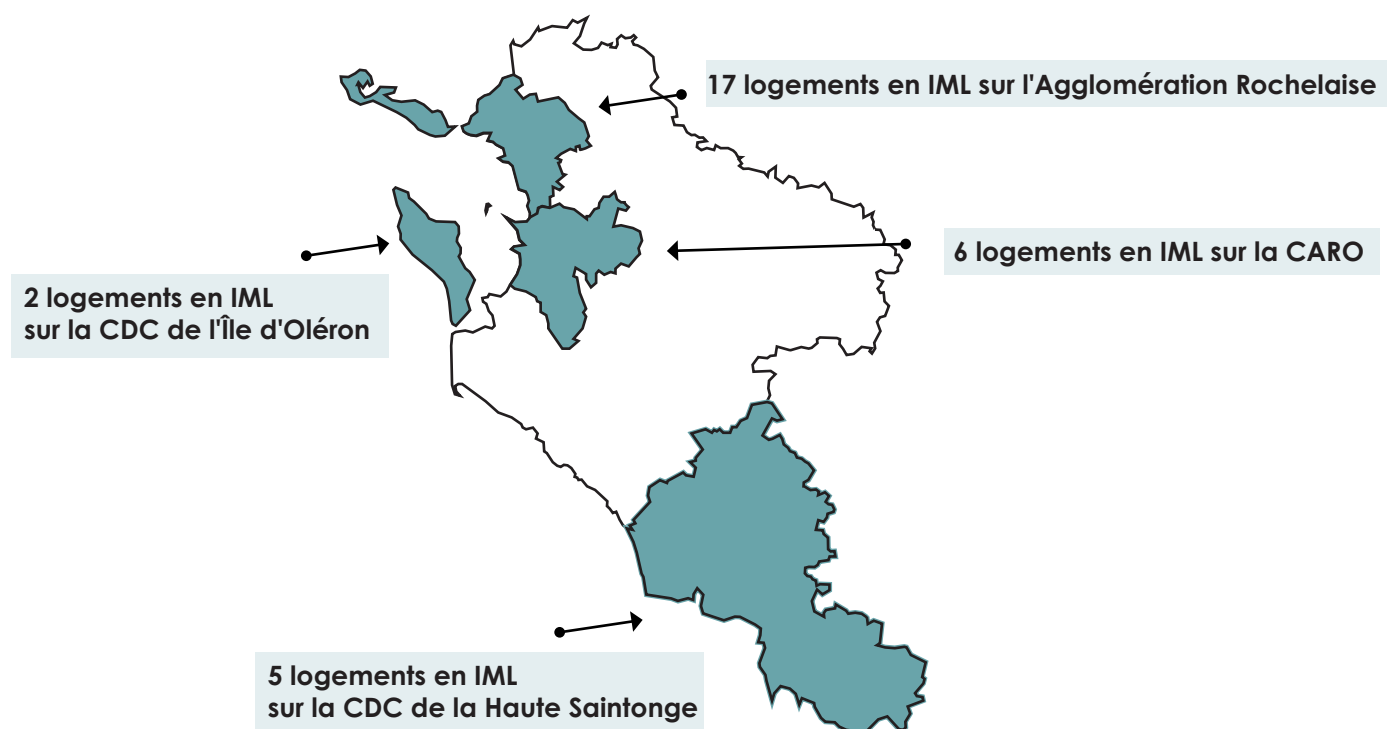 17 logements en IML sur l'Agglomération Rochelaise
6 logements en IML sur la CARO
2 logements en IML
sur la CDC de l'Île d'Oléron
5 logements en IML
sur la CDC de la Haute Saintonge